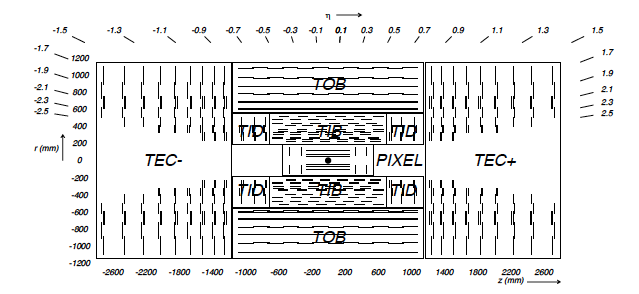 η
-1.5 -1.3 -1.1 -0.9 -0.7 -0.5 -0.3 -0.1 0.1 0.3 0.5 0.7 0.9 1.1 1.3 1.5
-1.7 1.7
-1.9 1.9
-2.1 2.1
-2.3 2.3
-2.5 2.5
1200
1000
800
600
400
200
0
-200
-400
-600
-800
-1000
-1200
r (mm)
TOB
TID TIB TID
TEC- PIXEL TEC+
TID TIB TID
TOB
-2600 -2200 -1800 -1400 -1000 -600 -200 200 600 1000 1400 1800 2200 2600
z (mm)